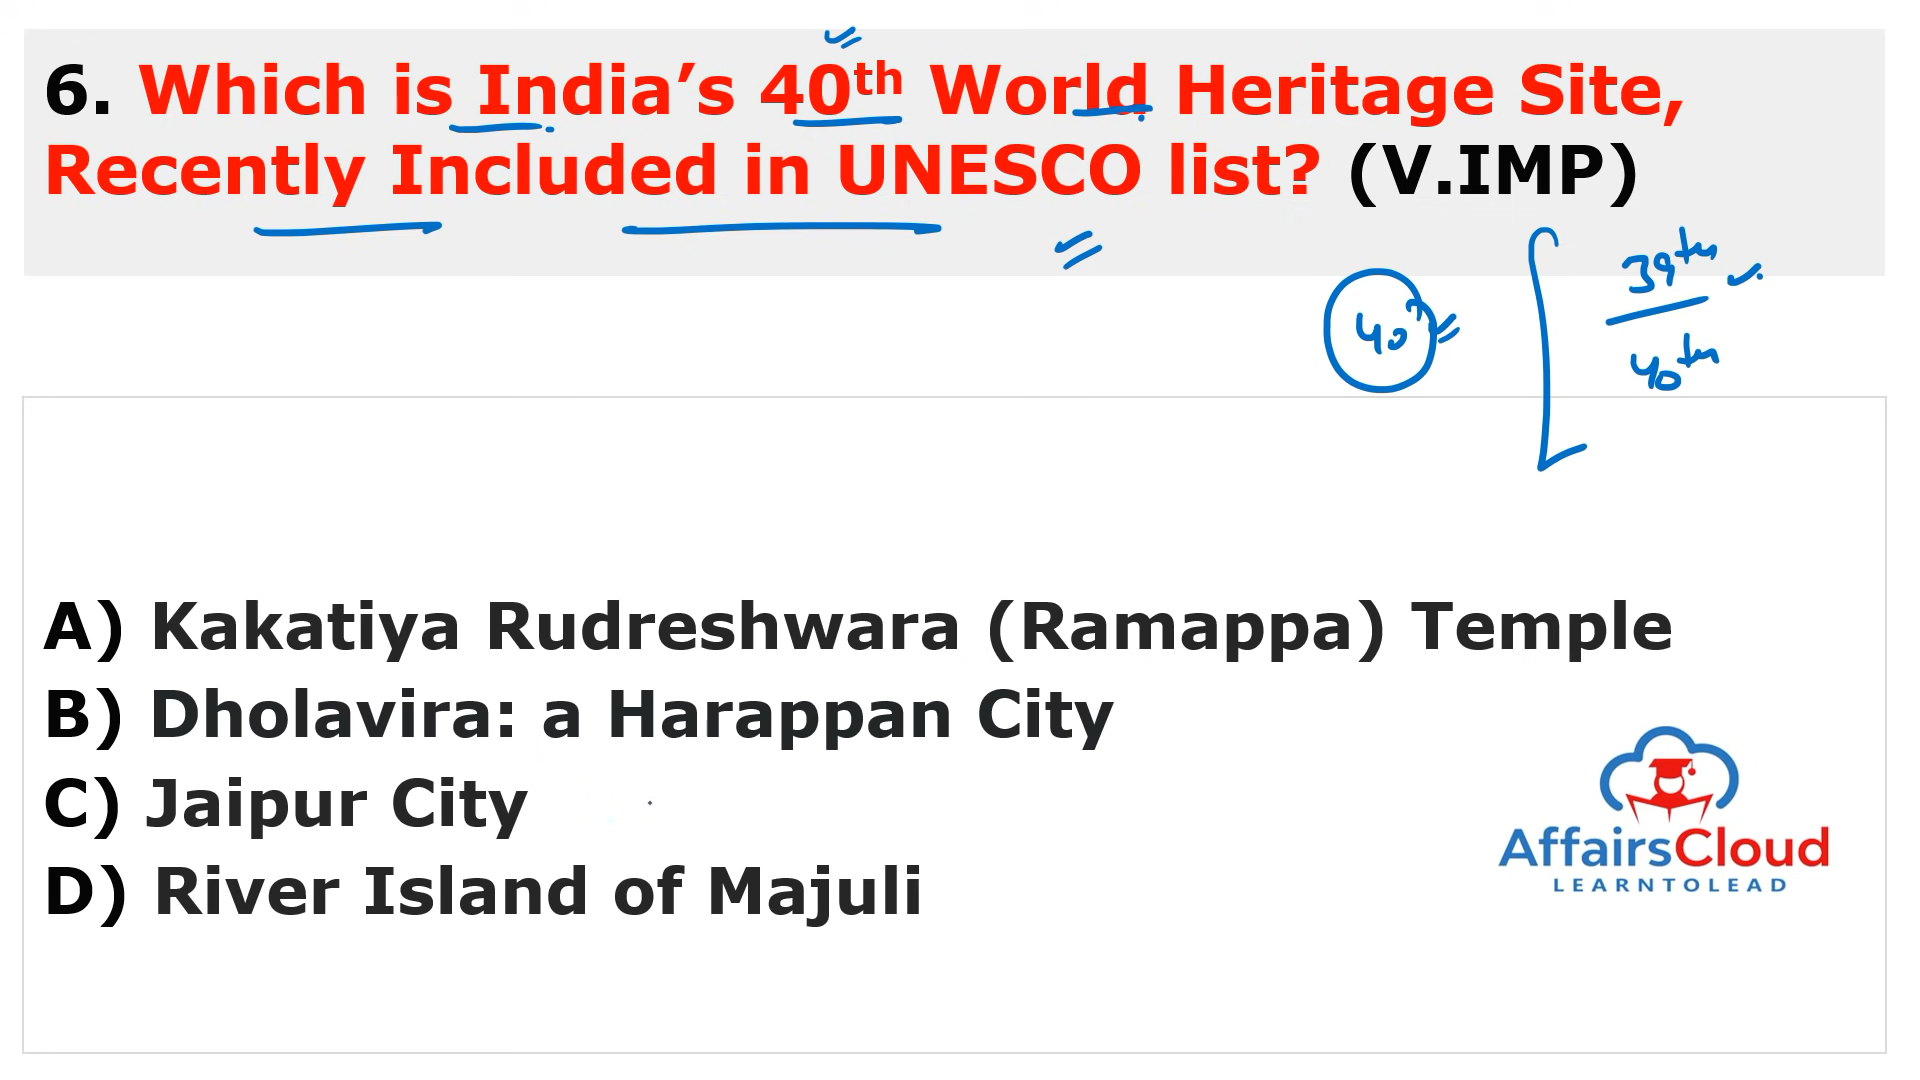 6. Which is India’s 40th World Heritage Site,
Recently Included in UNESCO list? (V.IMP)
39th
40
40th
A) Kakatiya Rudreshwara (Ramappa) Temple
B) Dholavira: a Harappan City
C) Jaipur City
D) River Island of Majuli
AffairsCloud
LEARNTOLEAD